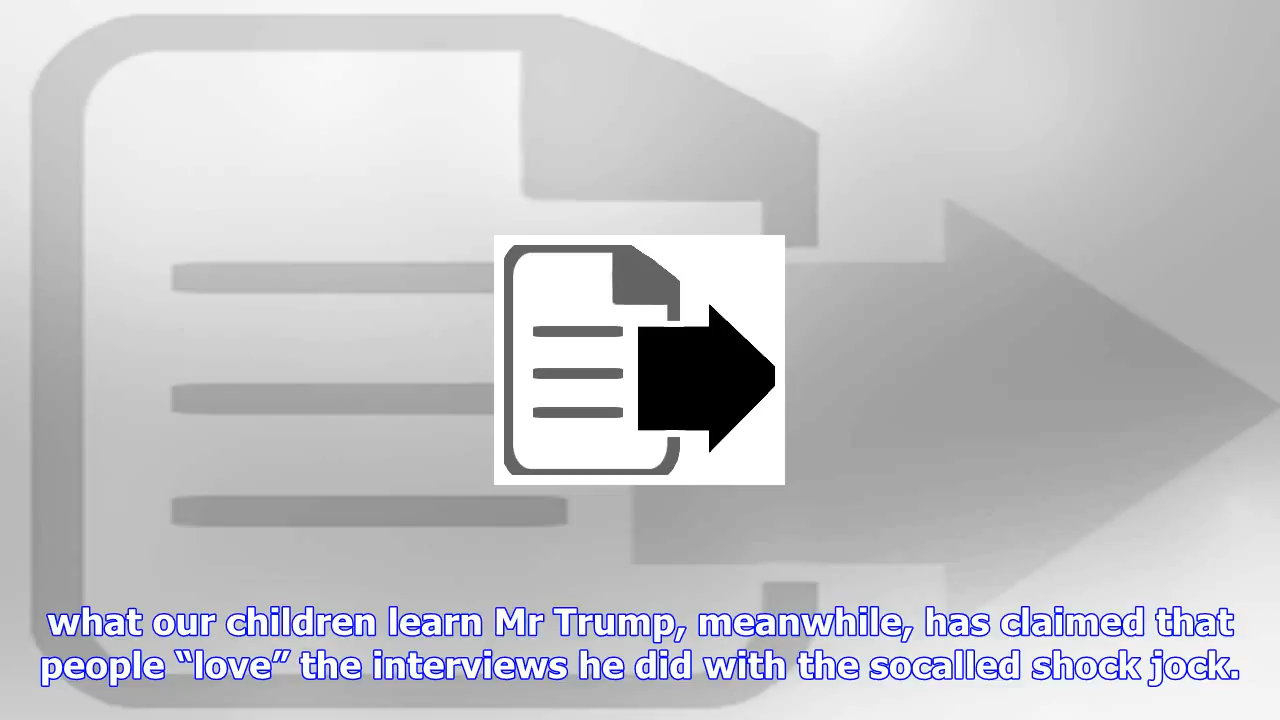 what our children learn Mr Trump, meanwhile, has claimed that
people “love” the interviews he did with the socalled shock jock.